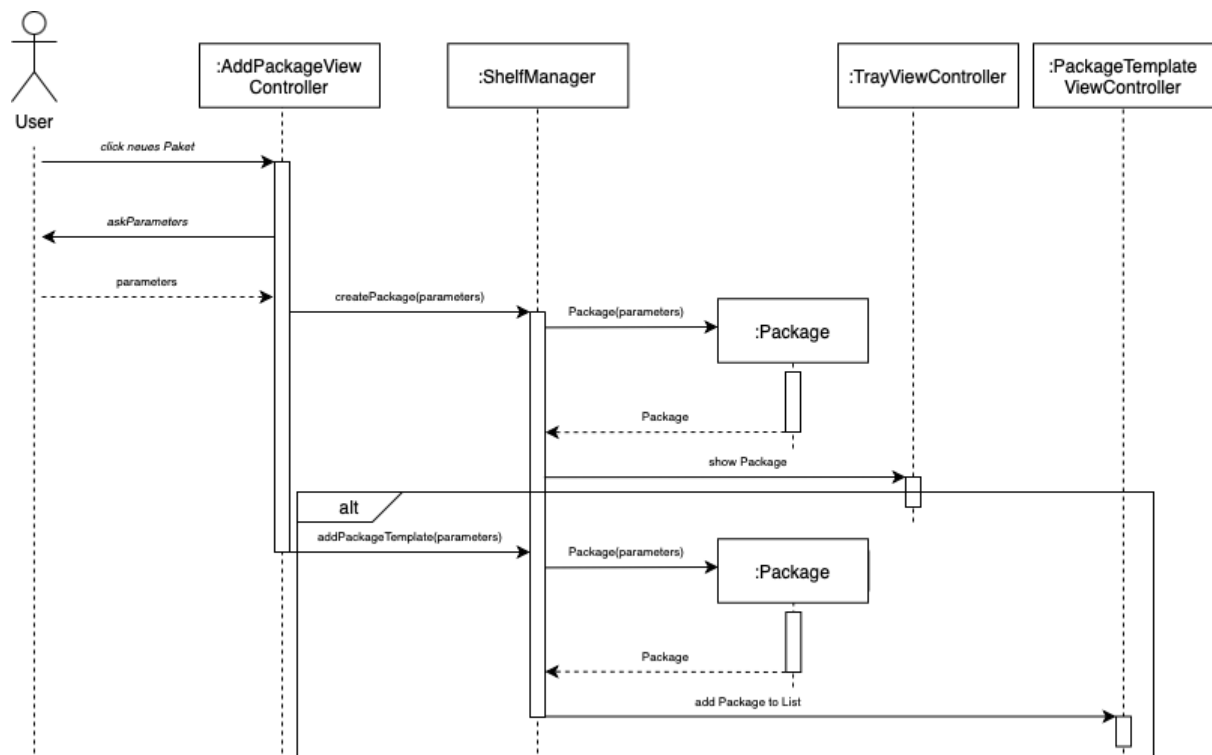 :AddPackageView
Controller
:ShelfManager
:TrayViewController
:PackageTemplate
ViewController
User
click neues Paket
askParameters
parameters
createPackage(parameters)
Package(parameters)
:Package
Package
show Package
alt
addPackageTemplate(parameters)
Package(parameters)
:Package
Package
add Package to List